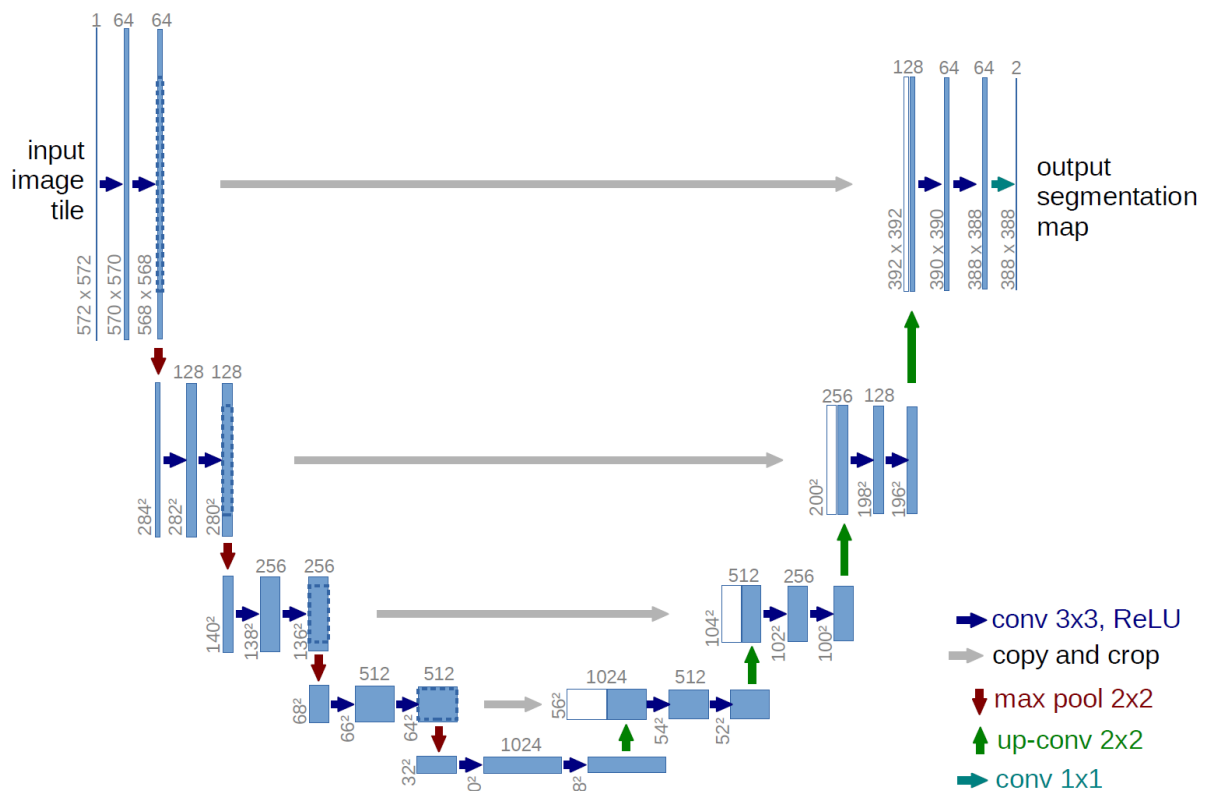 1 64 64
128 64 64 2
input
image
tile
output
segmentation
map
572 x 572
570 x 570
568 x 568
392 x 392
390 x 390
388 x 388
388 x 388
128 128
256 128
284²
282²
280²
200²
198²
196²
256 256
512 256
140²
138²
136²
104²
102²
100²
512 512
1024 512
68²
66²
64²
56²
54²
52²
1024
32²
0²
8²
conv 3x3, ReLU
copy and crop
max pool 2x2
up-conv 2x2
conv 1x1